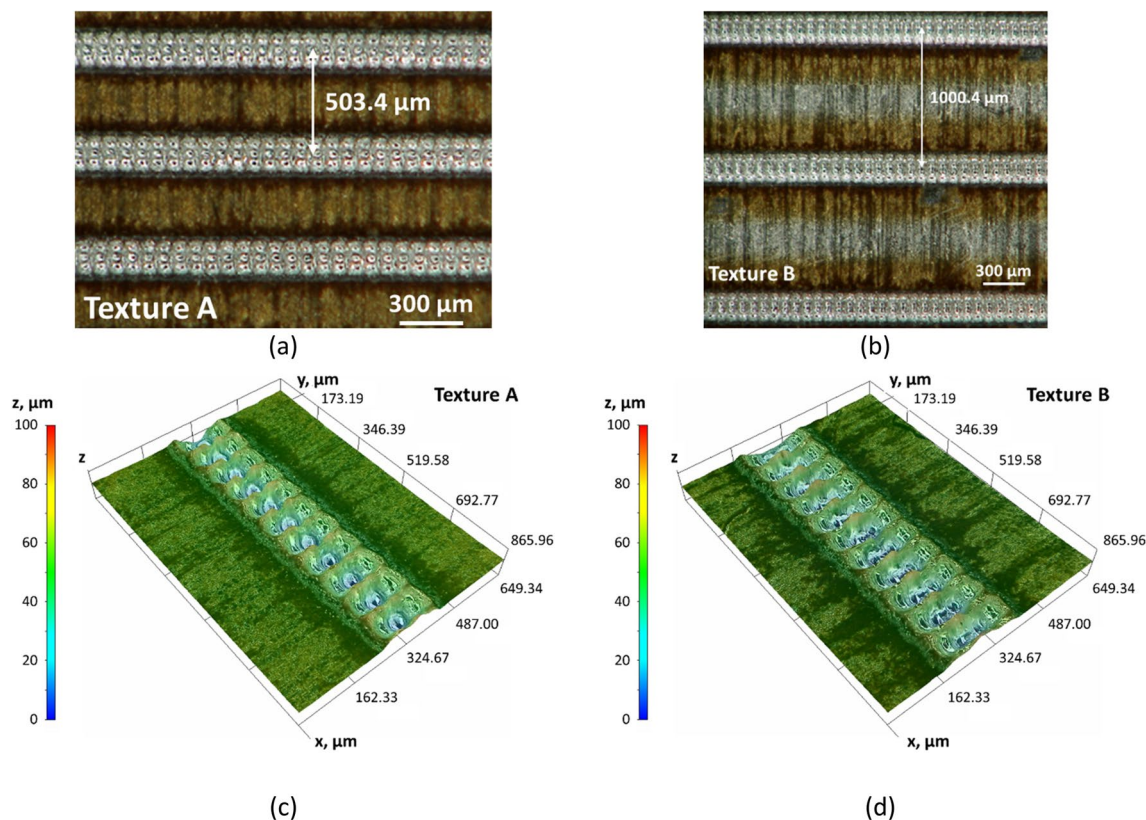 503.4 µm
Texture A
300 µm
(a)
1000.4 µm
Texture B
300 µm
(b)
z, µm
100
80
60
40
20
0
z
y, µm
173.19
346.39
519.58
692.77
865.96
649.34
487.00
324.67
162.33
x, µm
Texture A
(c)
z, µm
100
80
60
40
20
0
z
y, µm
173.19
346.39
519.58
692.77
865.96
649.34
487.00
324.67
162.33
x, µm
Texture B
(d)